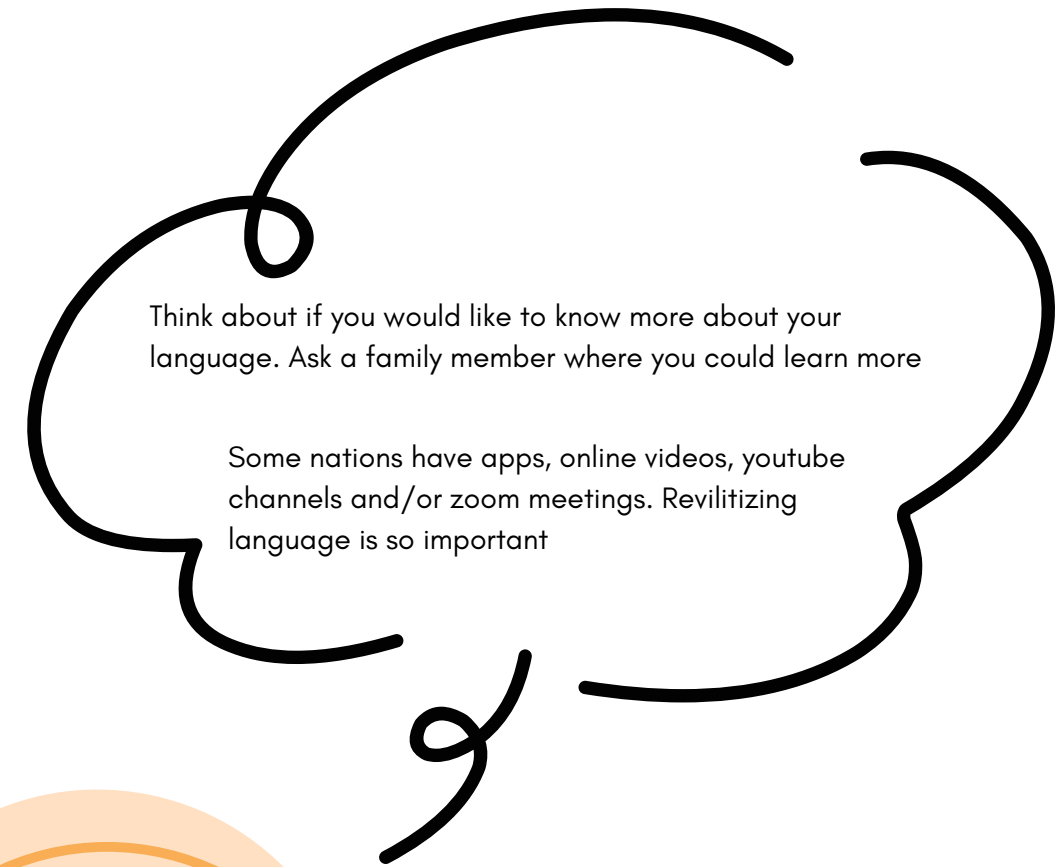 Think about if you would like to know more about your
language. Ask a family member where you could learn more
Some nations have apps, online videos, youtube
channels and/or zoom meetings. Revilitizing
language is so important